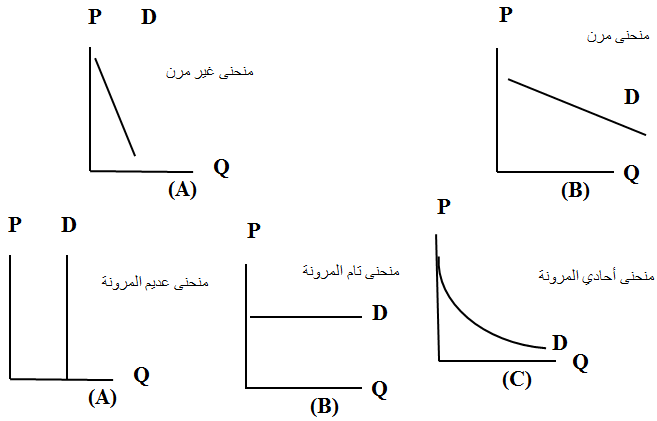 P D
منحنى غير مرن
Q
(A)
P
منحنى مرن
D
Q
(B)
P D
منحنى عديم المرونة
Q
(A)
P
منحنى تام المرونة
D
Q
(B)
P
منحنى أحادي المرونة
D
Q
(C)